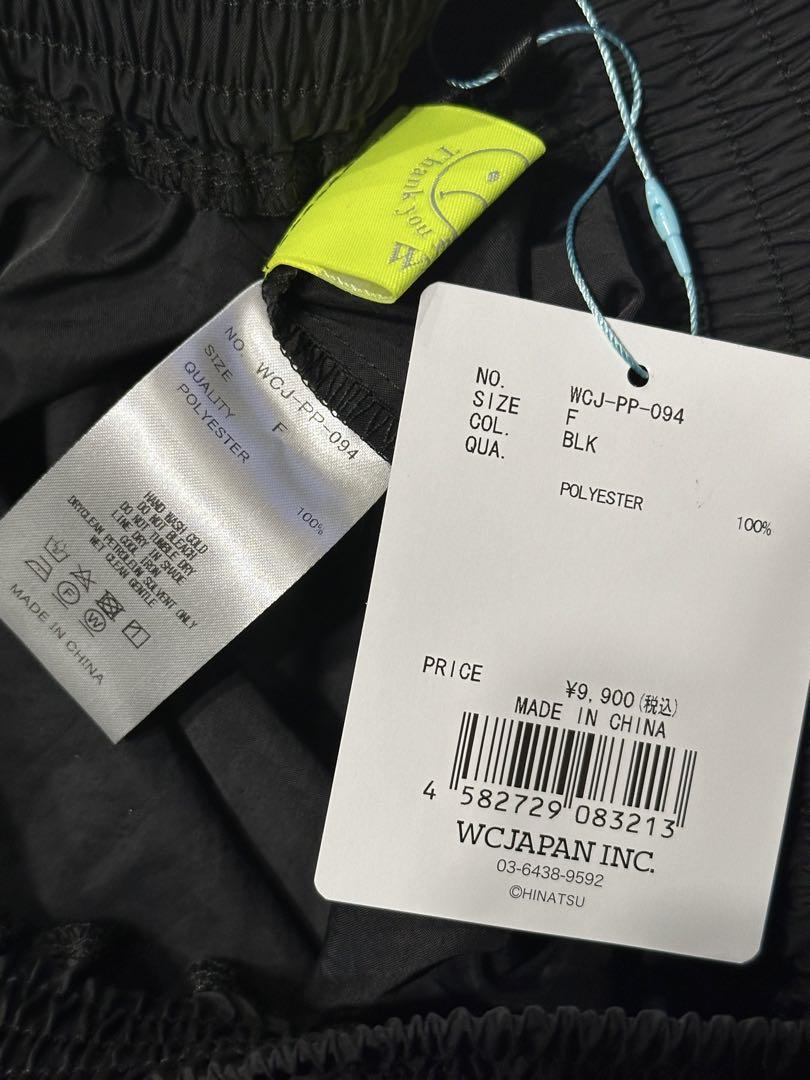 Thank you
NO. WCJ-PP-094
SIZE F
QUALITY
POLYESTER 100%
HAND WASH COLD
DO NOT BLEACH
DO NOT TUMBLE DRY
LINE DRY IN SHADE
COOL IRON
DRYCLEAN PETROLEUM SOLVENT ONLY
WET CLEAN GENTLE
F W
MADE IN CHINA
NO. WCJ-PP-094
SIZE F
COL. BLK
QUA.
POLYESTER 100%
PRICE ¥9,900(税込)
MADE IN CHINA
4 582729 083213
WCJAPAN INC.
03-6438-9592
©HINATSU